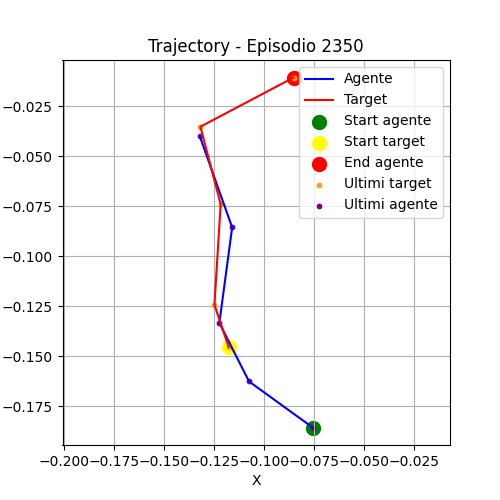 Trajectory - Episodio 2350
Agente
Target
Start agente
Start target
End agente
Ultimi target
Ultimi agente
−0.025
−0.050
−0.075
−0.100
−0.125
−0.150
−0.175
−0.200 −0.175 −0.150 −0.125 −0.100 −0.075 −0.050 −0.025
X